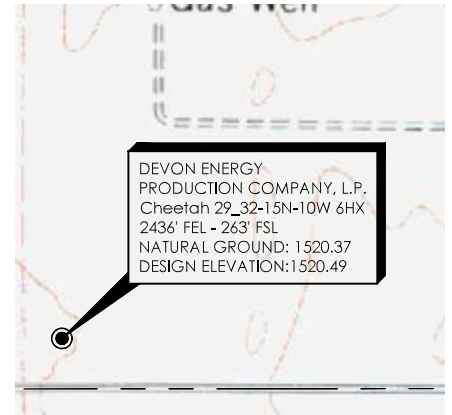 Gas Well
DEVON ENERGY
PRODUCTION COMPANY, L.P.
Cheetah 29_32-15N-10W 6HX
2436' FEL - 263' FSL
NATURAL GROUND: 1520.37
DESIGN ELEVATION:1520.49